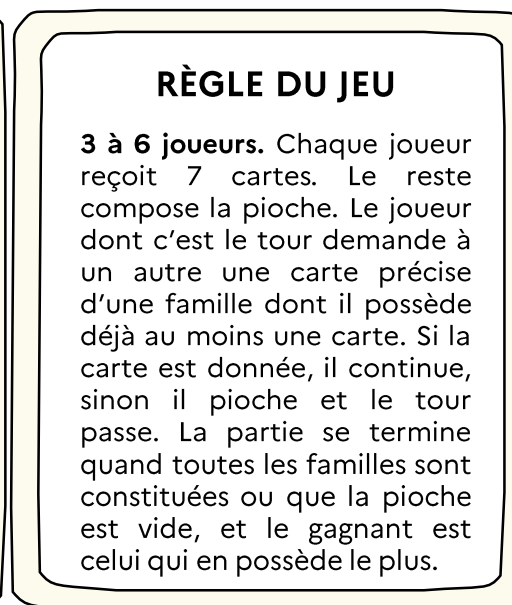 RÈGLE DU JEU
3 à 6 joueurs. Chaque joueur
reçoit 7 cartes. Le reste
compose la pioche. Le joueur
dont c’est le tour demande à
un autre une carte précise
d’une famille dont il possède
déjà au moins une carte. Si la
carte est donnée, il continue,
sinon il pioche et le tour
passe. La partie se termine
quand toutes les familles sont
constituées ou que la pioche
est vide, et le gagnant est
celui qui en possède le plus.